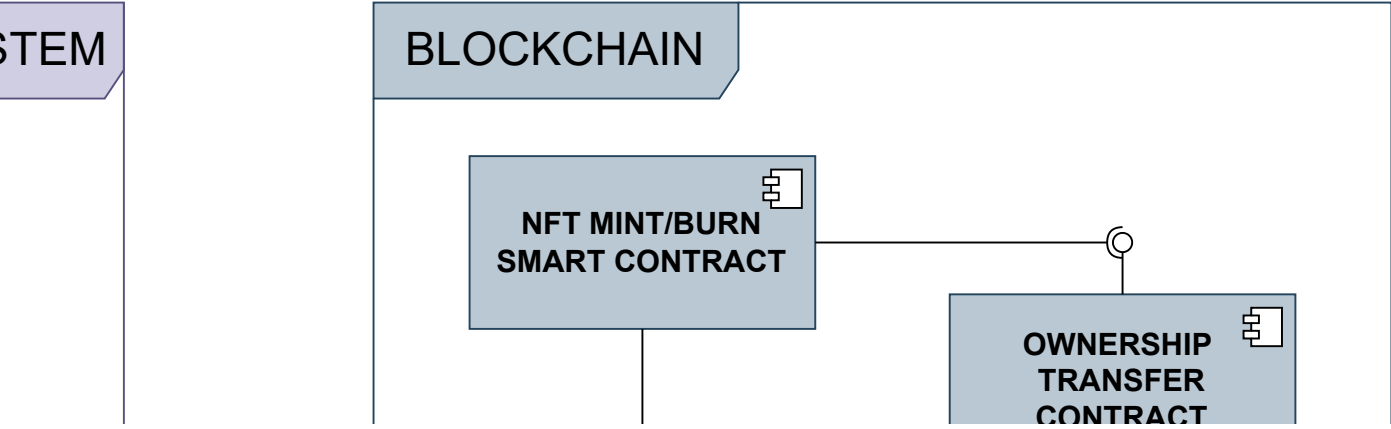 STEM
BLOCKCHAIN
NFT MINT/BURN
SMART CONTRACT
OWNERSHIP
TRANSFER
CONTRACT